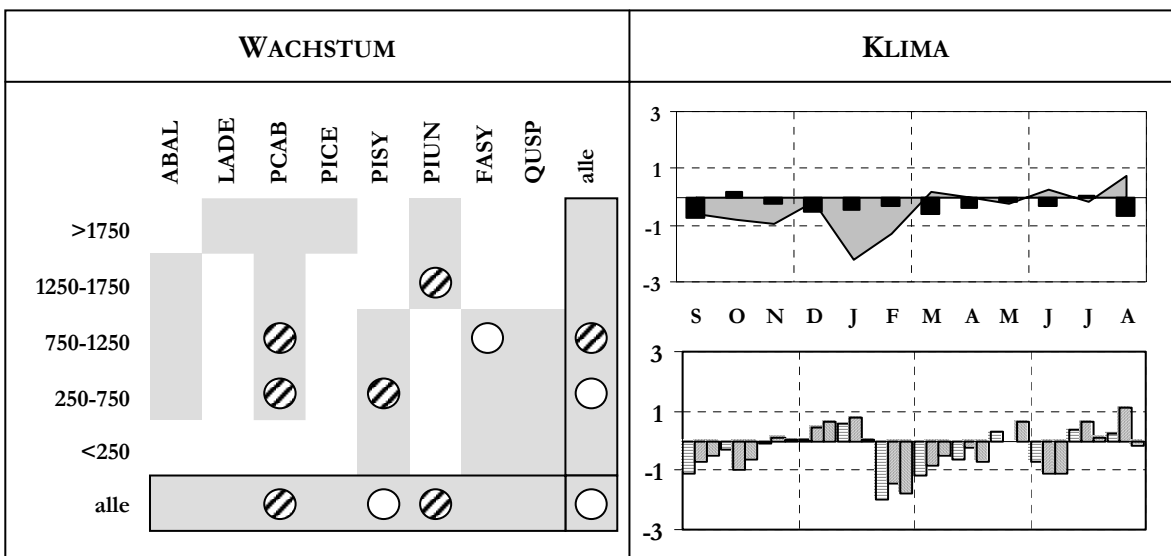 WACHSTUM
KLIMA
ABAL LADE PCAB PICE PISY PIUN FASY QUSP alle
>1750
1250-1750
750-1250
250-750
<250
alle
3
1
-1
-3
S O N D J F M A M J J A
3
1
-1
-3